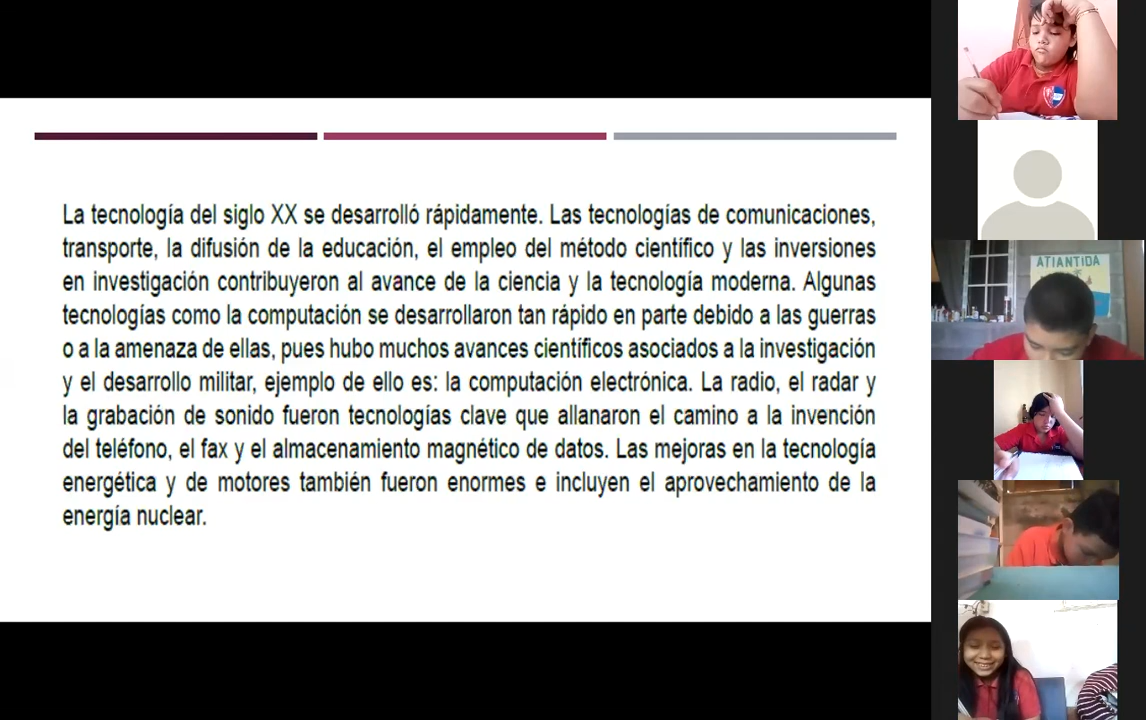 La tecnología del siglo XX se desarrolló rápidamente. Las tecnologías de comunicaciones,
transporte, la difusión de la educación, el empleo del método científico y las inversiones
en investigación contribuyeron al avance de la ciencia y la tecnología moderna. Algunas
tecnologías como la computación se desarrollaron tan rápido en parte debido a las guerras
o a la amenaza de ellas, pues hubo muchos avances científicos asociados a la investigación
y el desarrollo militar, ejemplo de ello es: la computación electrónica. La radio, el radar y
la grabación de sonido fueron tecnologías clave que allanaron el camino a la invención
del teléfono, el fax y el almacenamiento magnético de datos. Las mejoras en la tecnología
energética y de motores también fueron enormes e incluyen el aprovechamiento de la
energía nuclear.
ATIANTIDA